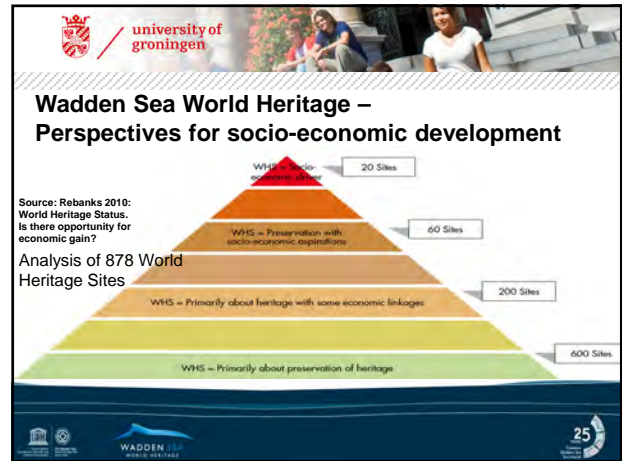 university of
groningen
Wadden Sea World Heritage –
Perspectives for socio-economic development
WHS = Socio-
economic driver
20 Sites
Source: Rebanks 2010:
World Heritage Status.
Is there opportunity for
economic gain?
Analysis of 878 World
Heritage Sites
WHS = Preservation with
socio-economic aspirations
60 Sites
WHS = Primarily about heritage with some economic linkages
200 Sites
WHS = Primarily about preservation of heritage
600 Sites
WADDEN SEA
WORLD HERITAGE
25